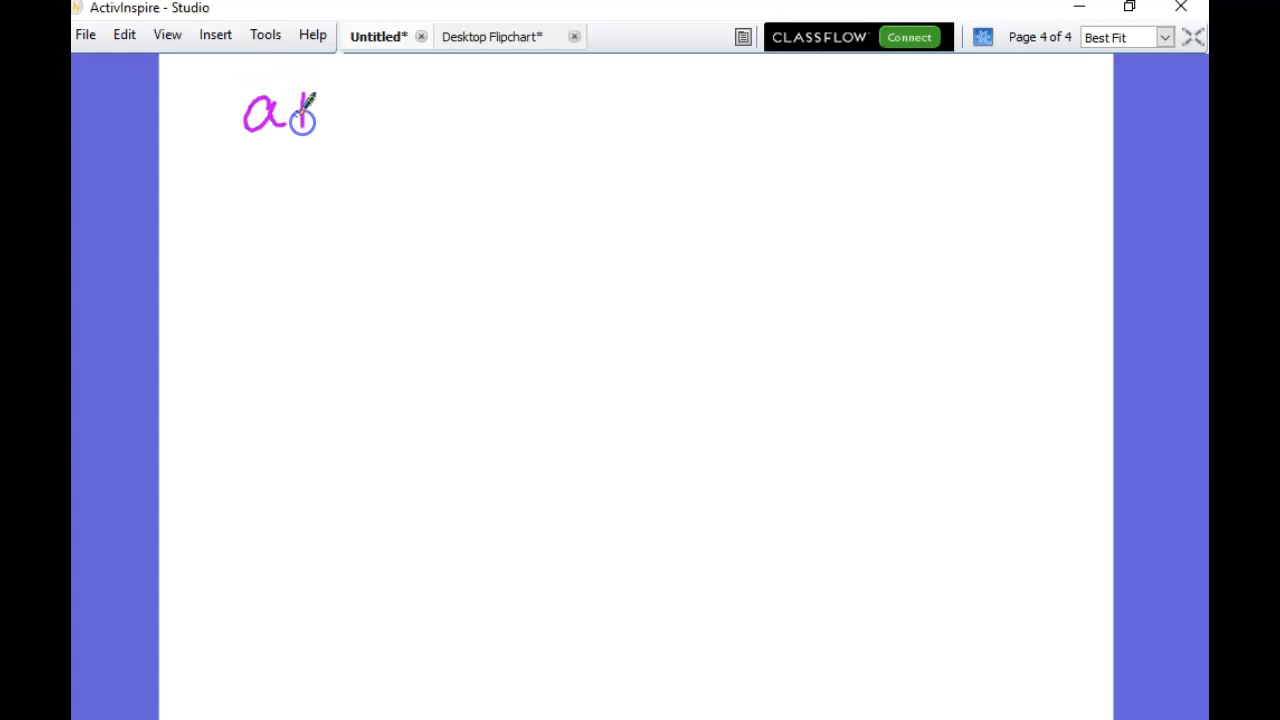 ActivInspire - Studio
File Edit View Insert Tools Help Untitled* Desktop Flipchart* CLASSFLOW Connect Page 4 of 4 Best Fit
a